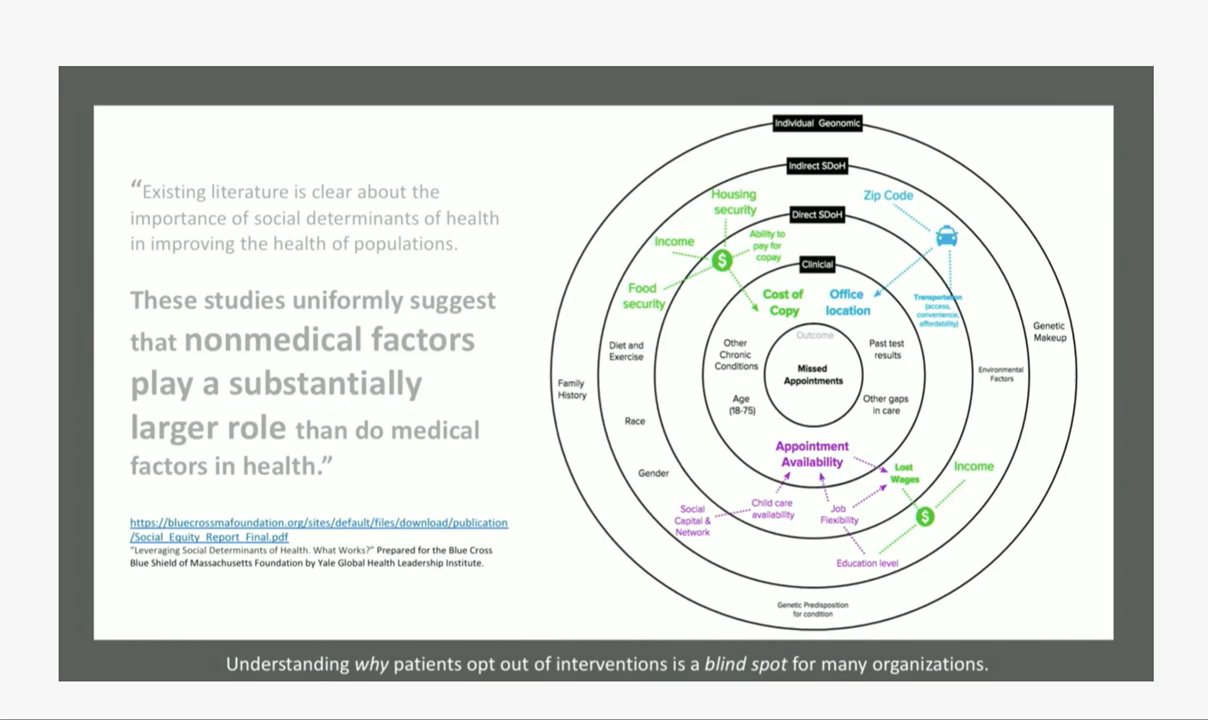 “Existing literature is clear about the
importance of social determinants of health
in improving the health of populations.
These studies uniformly suggest
that nonmedical factors
play a substantially
larger role than do medical
factors in health.”
https://bluecrossmafoundation.org/sites/default/files/download/publication
/Social_Equity_Report_Final.pdf
“Leveraging Social Determinants of Health. What Works?” Prepared for the Blue Cross
Blue Shield of Massachusetts Foundation by Yale Global Health Leadership Institute.
Individual Geonomic
Indirect SDoH
Direct SDoH
Clinicial
Housing
security
Zip Code
Income
Ability to
pay for
copay
$
Food
security
Cost of
Copy
Office
location
Transportation
(access,
convenience,
affordability)
Outcome
Missed
Appointments
Other
Chronic
Conditions
Past test
results
Age
(18-75)
Other gaps
in care
Diet and
Exercise
Family
History
Race
Gender
Genetic
Makeup
Environmental
Factors
Appointment
Availability
Lost
Wages
Income
Social
Capital &
Network
Child care
availability
Job
Flexibility
$
Education level
Genetic Predisposition
for condition
Understanding why patients opt out of interventions is a blind spot for many organizations.